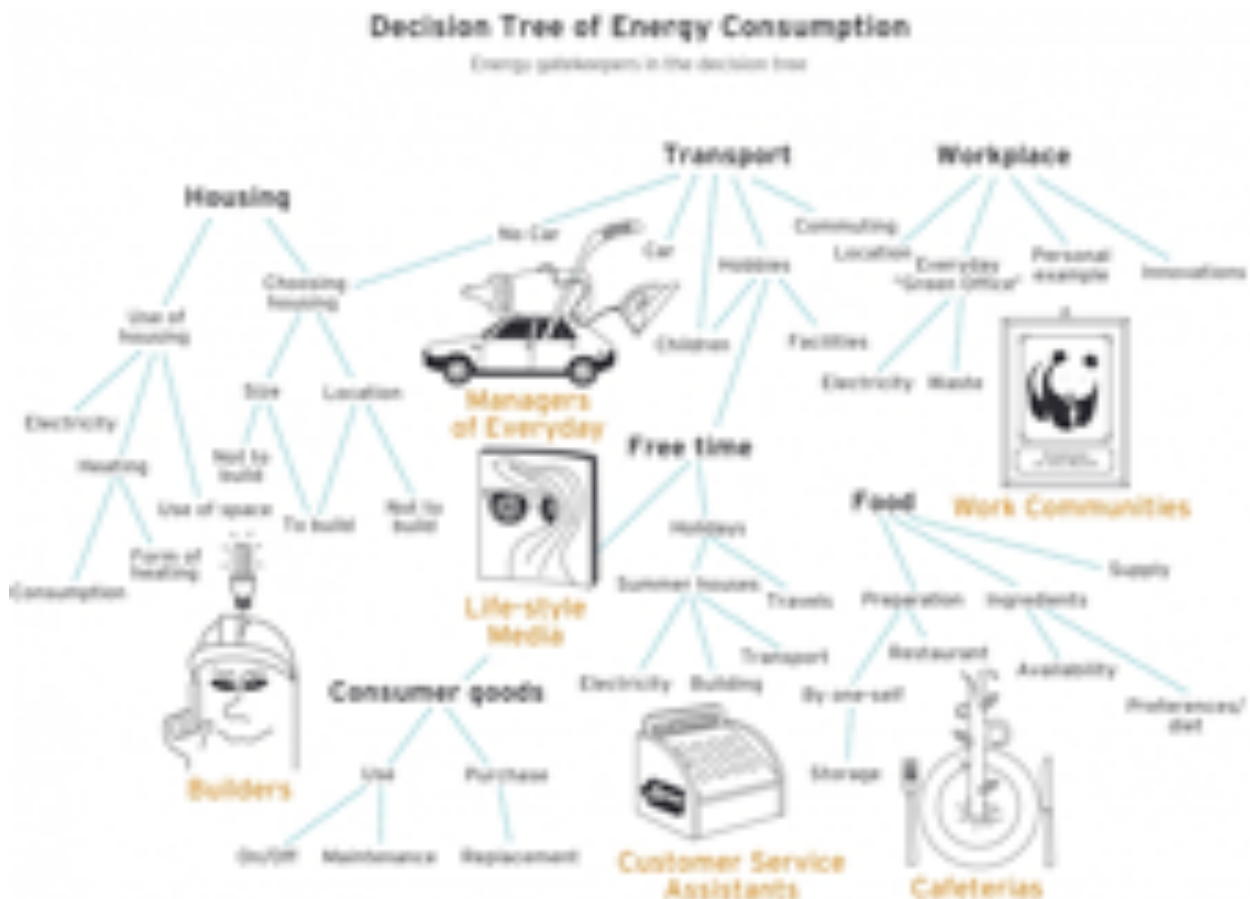 Decision Tree of Energy Consumption
Energy gatekeepers in the decision tree
Housing
Transport
Workplace
No Car
Car
Hobbies
Commuting
Location
Everyday
"Green Office"
Personal
example
Innovations
Use of
housing
Choosing
housing
Children
Facilities
Electricity
Waste
Size
Location
Managers
of Everyday
Electricity
Heating
Not to
build
Use of space
To build
Not to
build
Form of
heating
Consumption
Free time
Food
Work Communities
Holidays
Summer houses
Travels
Preparation
Ingredients
Supply
Life-style
Media
Electricity
Building
Transport
Restaurant
By one-self
Availability
Preferences/
diet
Storage
Consumer goods
Builders
Use
Purchase
On/Off
Maintenance
Replacement
Customer Service
Assistants
Cafeterias